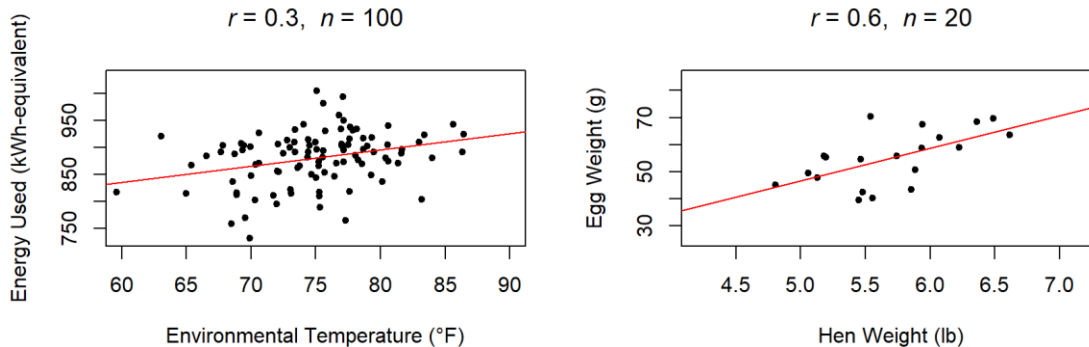 r = 0.3, n = 100
Energy Used (kWh-equivalent)
950
850
750
60 65 70 75 80 85 90
Environmental Temperature (°F)
r = 0.6, n = 20
Egg Weight (g)
70
50
30
4.5 5.0 5.5 6.0 6.5 7.0
Hen Weight (lb)